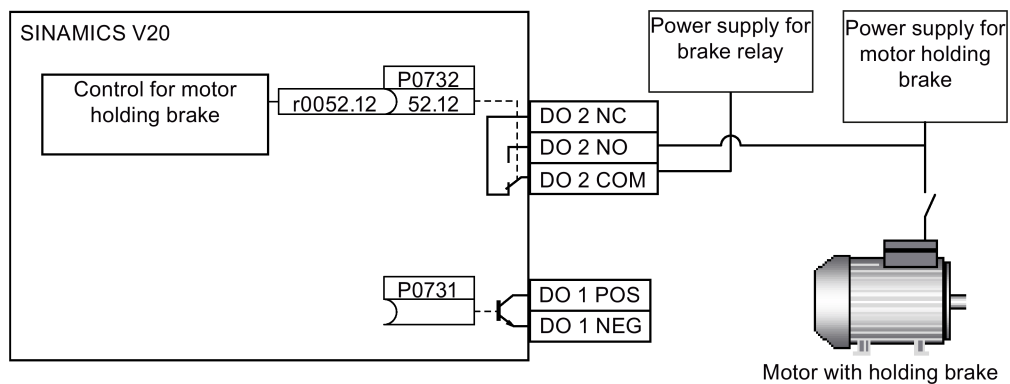 SINAMICS V20
Control for motor
holding brake
r0052.12
P0732
52.12
DO 2 NC
DO 2 NO
DO 2 COM
Power supply for
brake relay
Power supply for
motor holding
brake
P0731
DO 1 POS
DO 1 NEG
Motor with holding brake